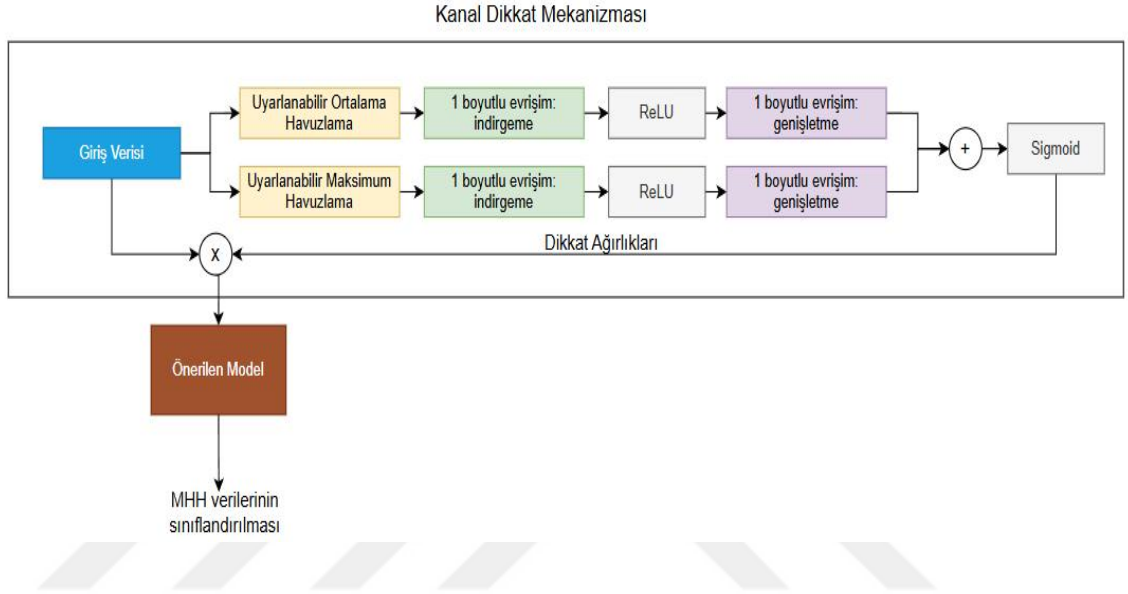 Kanal Dikkat Mekanizması
Uyarlanabilir Ortalama
Havuzlama
1 boyutlu evrişim:
indirgeme
ReLU
1 boyutlu evrişim:
genişletme
Giriş Verisi
+
Sigmoid
Uyarlanabilir Maksimum
Havuzlama
1 boyutlu evrişim:
indirgeme
ReLU
1 boyutlu evrişim:
genişletme
Dikkat Ağırlıkları
x
Önerilen Model
MHH verilerinin
sınıflandırılması